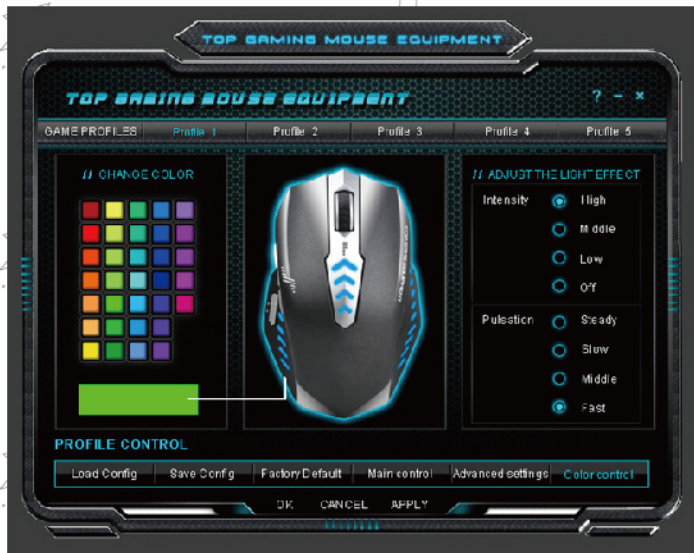 TOP GAMING MOUSE EQUIPMENT
TOP GAMING MOUSE EQUIPMENT
? – ×
GAME PROFILES Profile 1 Profile 2 Profile 3 Profile 4 Profile 5
// CHANGE COLOR
// ADJUST THE LIGHT EFFECT
Intensity High
Middle
Low
Off
Pulsation Steady
Slow
Middle
Fast
PROFILE CONTROL
Load Config Save Config Factory Default Main control Advanced settings Color control
OK CANCEL APPLY